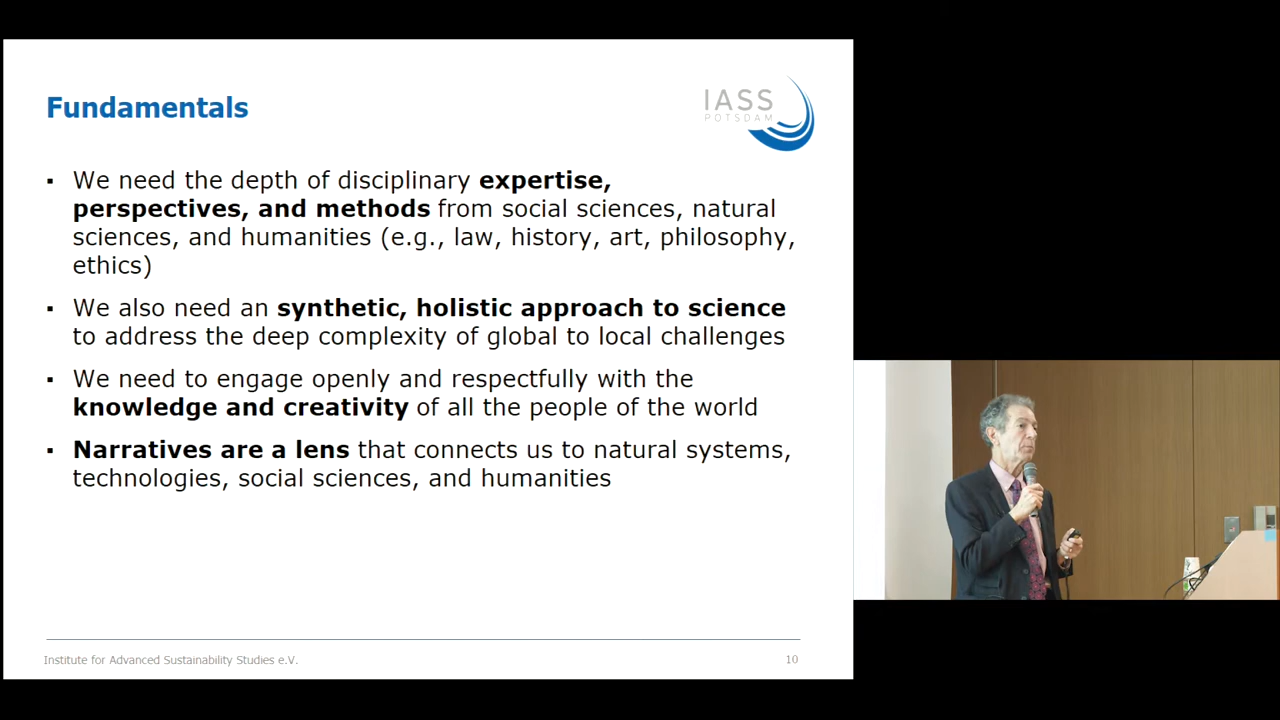 Fundamentals
IASS
POTSDAM
▪ We need the depth of disciplinary expertise,
perspectives, and methods from social sciences, natural
sciences, and humanities (e.g., law, history, art, philosophy,
ethics)
▪ We also need an synthetic, holistic approach to science
to address the deep complexity of global to local challenges
▪ We need to engage openly and respectfully with the
knowledge and creativity of all the people of the world
▪ Narratives are a lens that connects us to natural systems,
technologies, social sciences, and humanities
Institute for Advanced Sustainability Studies e.V.
10